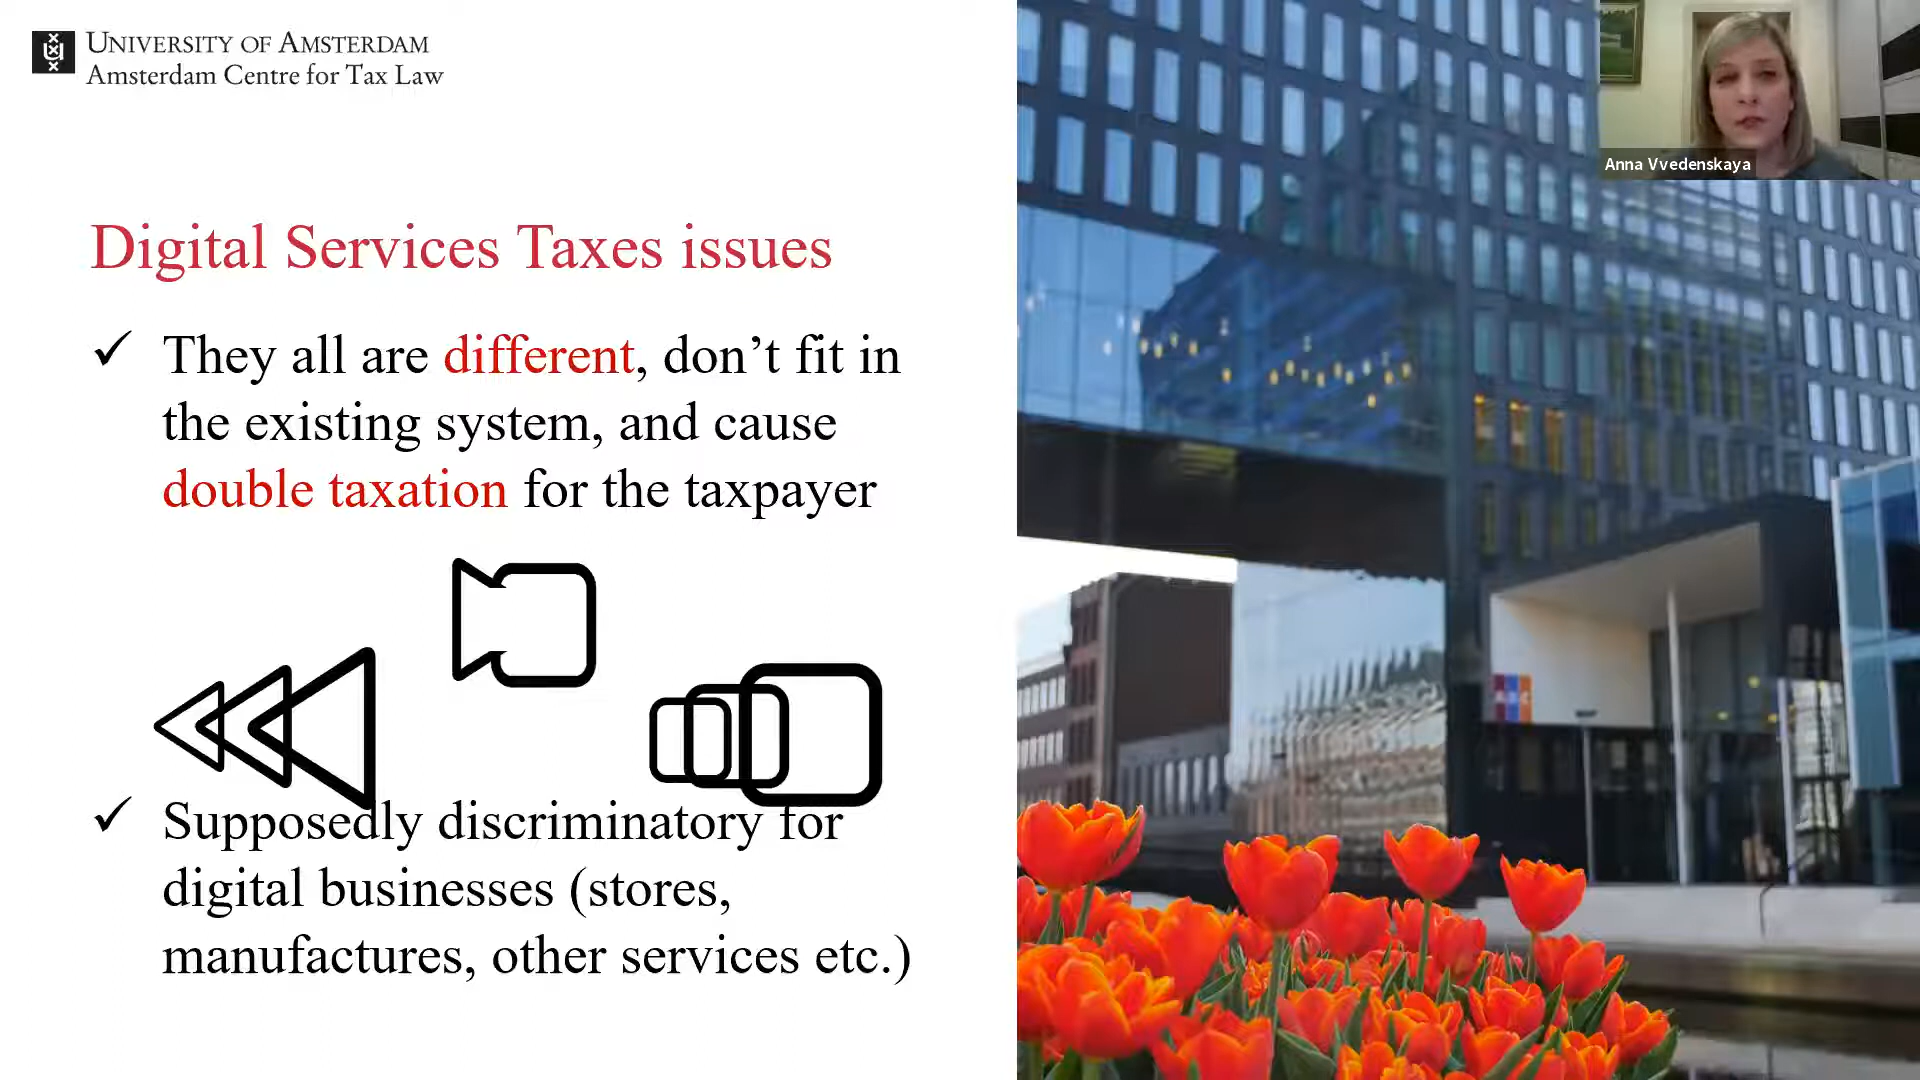 UNIVERSITY OF AMSTERDAM
Amsterdam Centre for Tax Law
Anna Vvedenskaya
Digital Services Taxes issues
✓ They all are different, don’t fit in
the existing system, and cause
double taxation for the taxpayer
✓ Supposedly discriminatory for
digital businesses (stores,
manufactures, other services etc.)